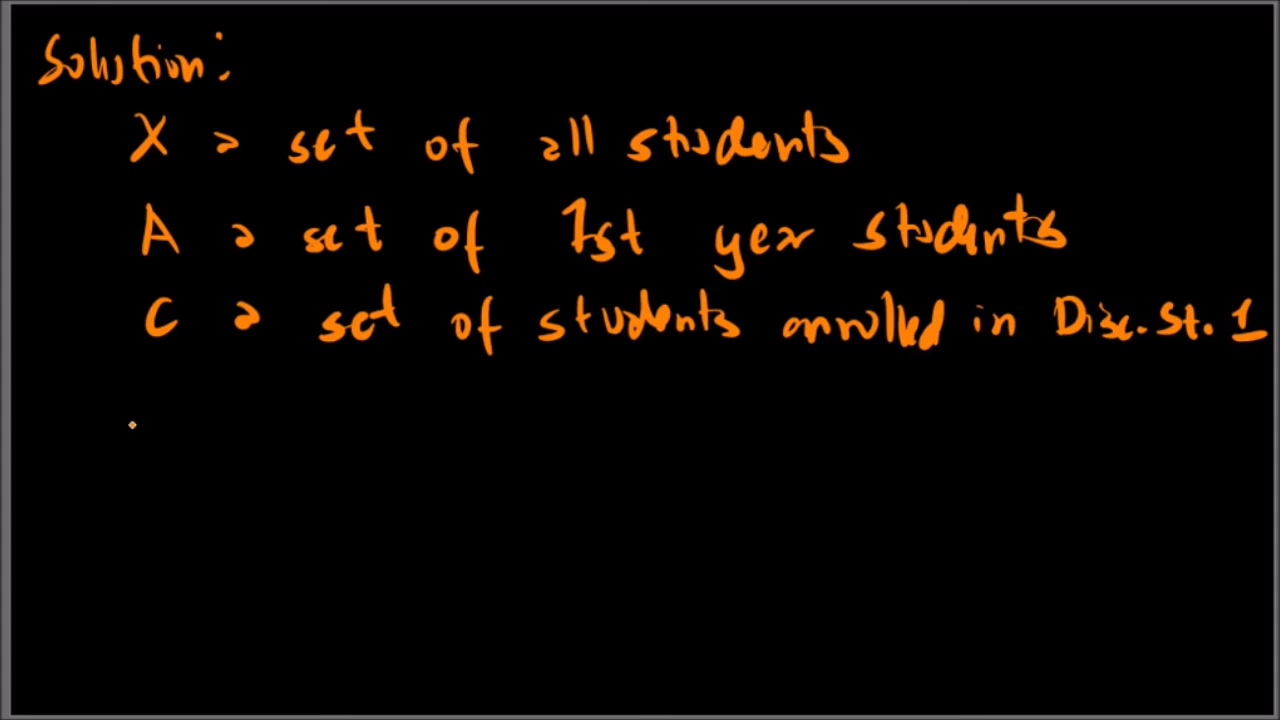 Solution:
X = set of all students
A = set of 1st year students
C = set of students enrolled in Disc. St. 1